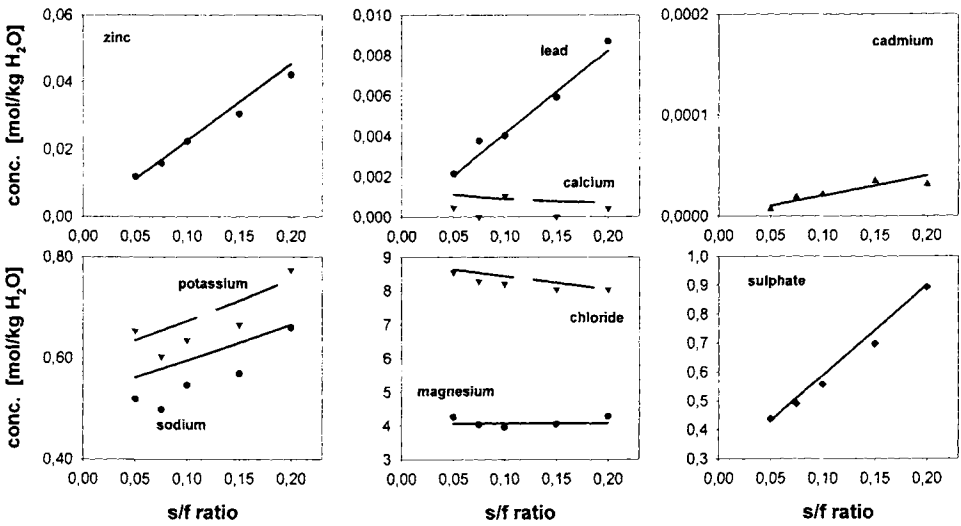 conc. [mol/kg H₂O]
0,06
0,04
0,02
0,00
zinc
0,00 0,05 0,10 0,15 0,20
0,010
0,008
0,006
0,004
0,002
0,000
lead
calcium
0,00 0,05 0,10 0,15 0,20
0,0002
0,0001
0,0000
cadmium
0,00 0,05 0,10 0,15 0,20
conc. [mol/kg H₂O]
0,80
0,60
0,40
potassium
sodium
0,00 0,05 0,10 0,15 0,20
s/f ratio
9
8
7
6
5
4
3
chloride
magnesium
0,00 0,05 0,10 0,15 0,20
s/f ratio
1,0
0,9
0,8
0,7
0,6
0,5
0,4
0,3
sulphate
0,00 0,05 0,10 0,15 0,20
s/f ratio